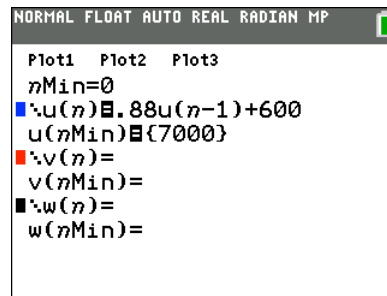 NORMAL FLOAT AUTO REAL RADIAN MP
Plot1 Plot2 Plot3
nMin=0
u(n)=.88u(n-1)+600
u(nMin)={7000}
v(n)=
v(nMin)=
w(n)=
w(nMin)=